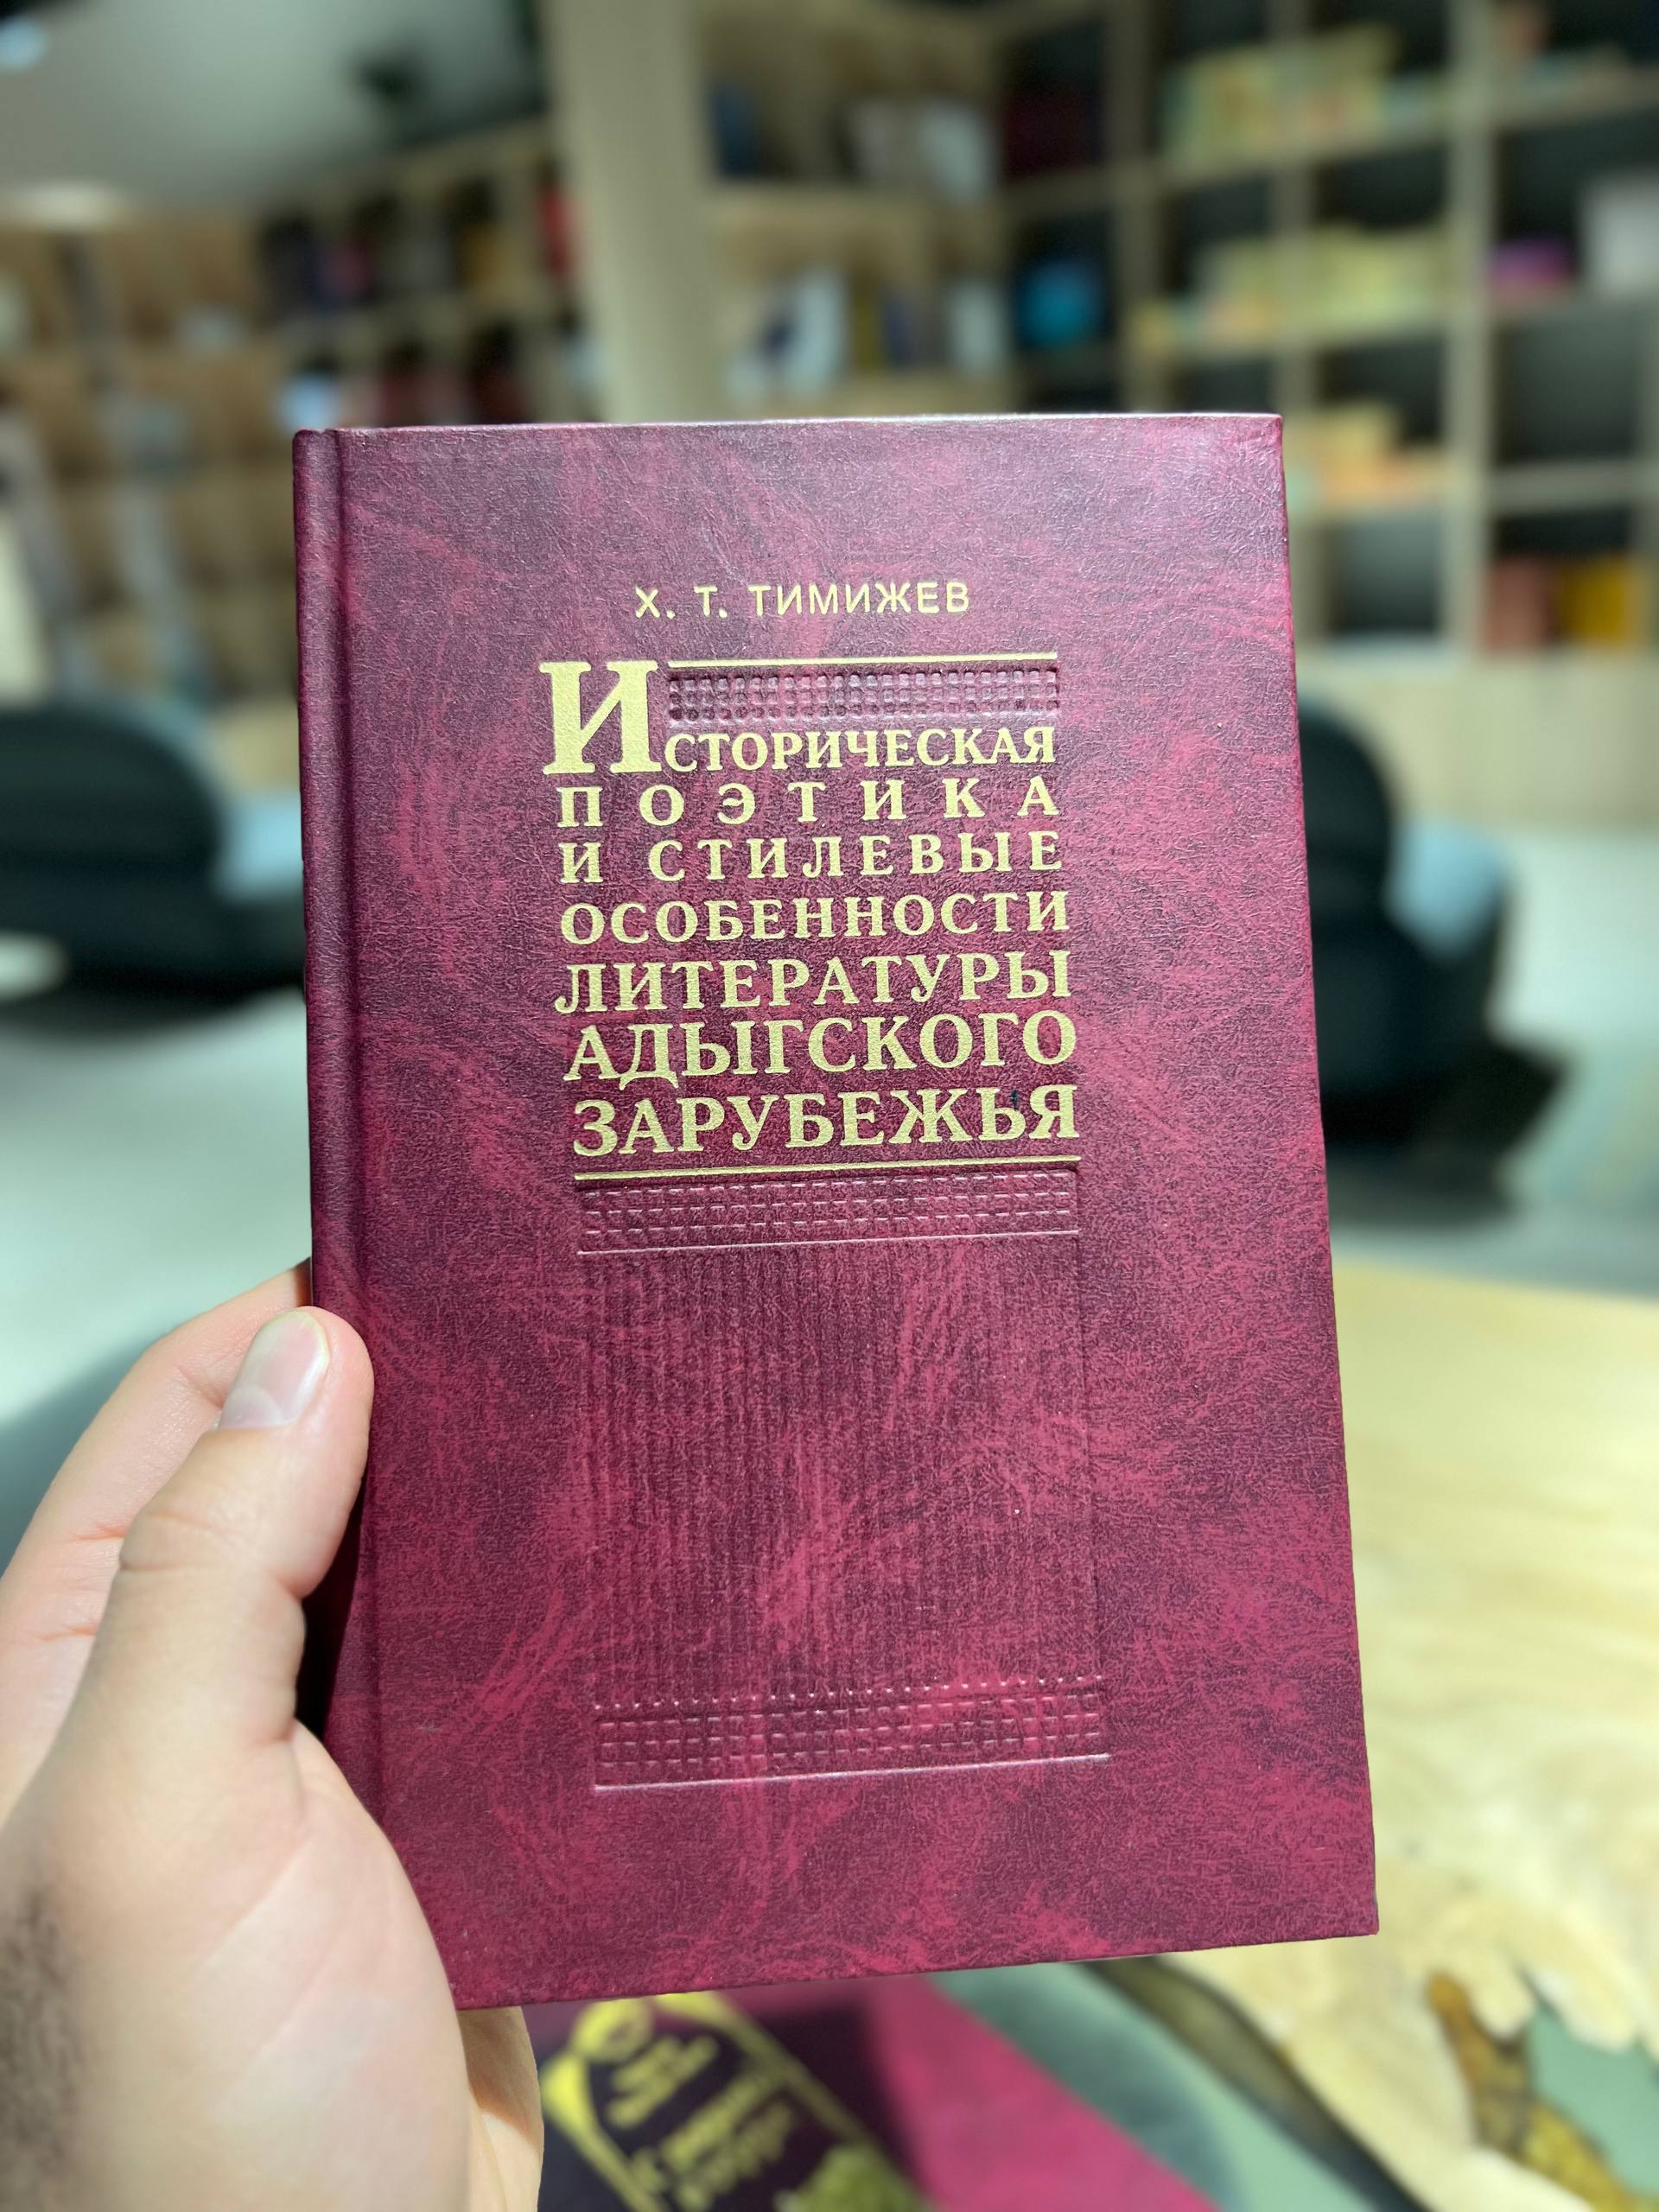 Х. Т. ТИМИЖЕВ
ИСТОРИЧЕСКАЯ
ПОЭТИКА
И СТИЛЕВЫЕ
ОСОБЕННОСТИ
ЛИТЕРАТУРЫ
АДЫГСКОГО
ЗАРУБЕЖЬЯ